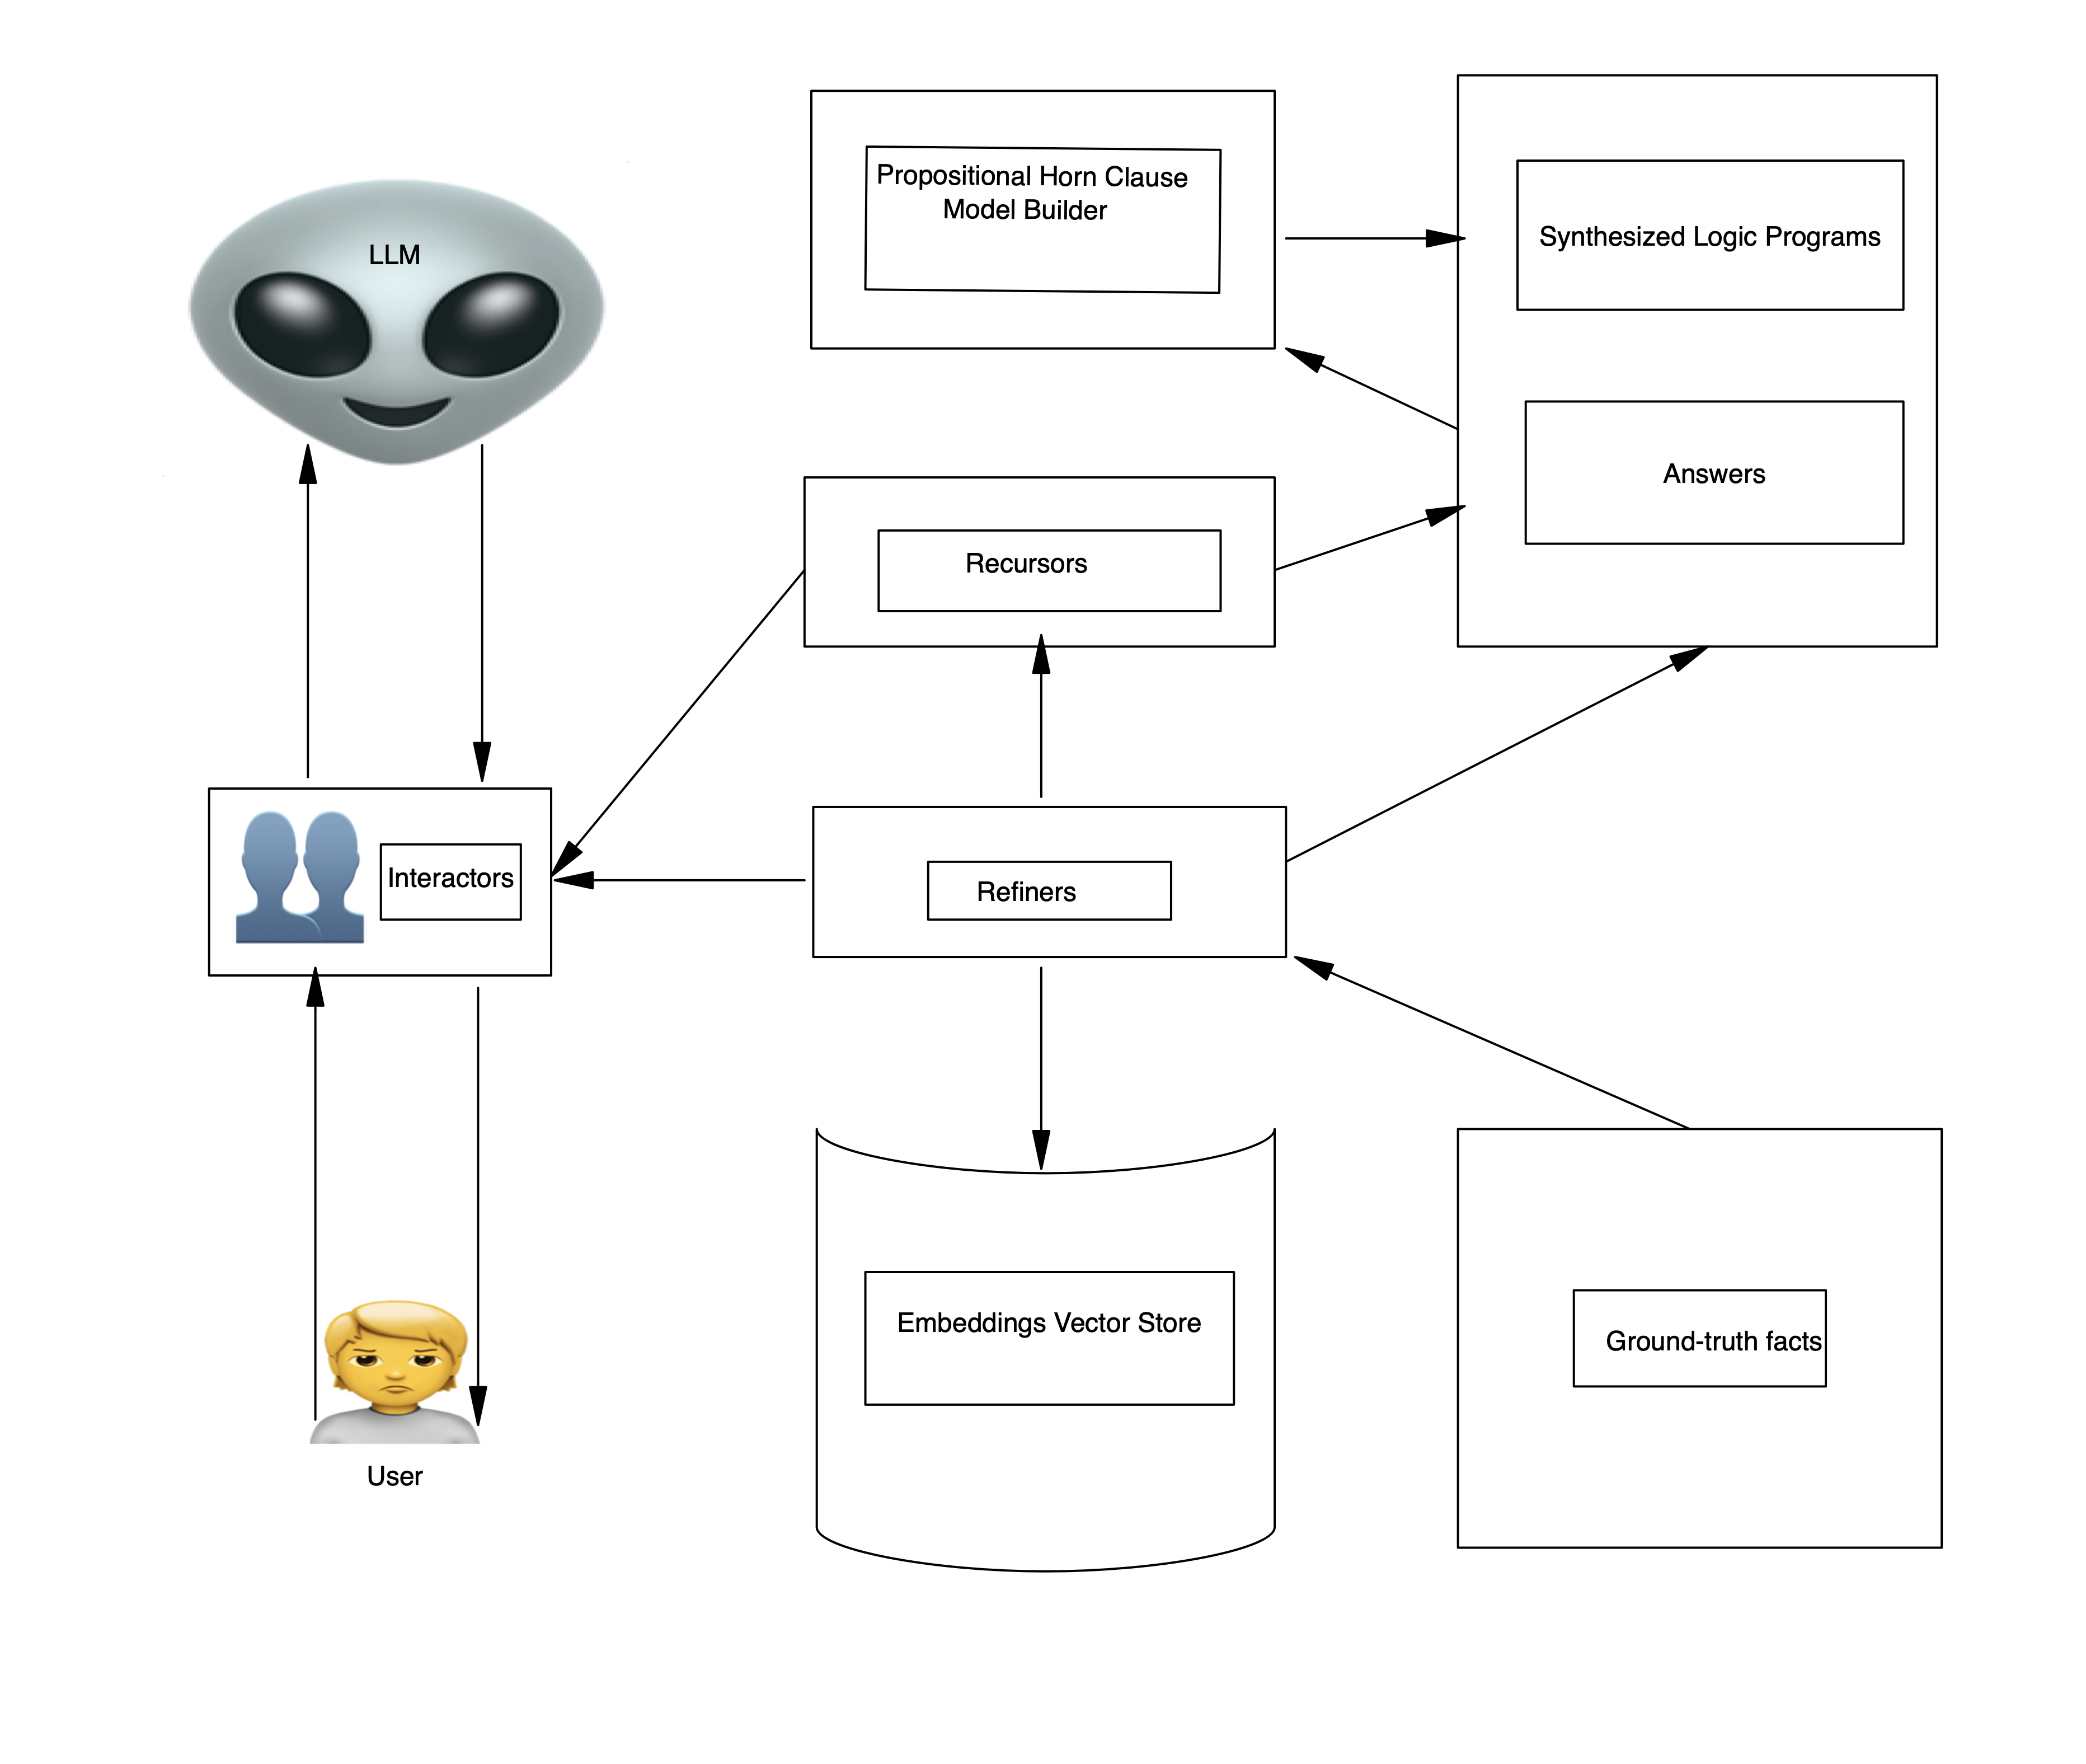 LLM
Propositional Horn Clause
Model Builder
Synthesized Logic Programs
Answers
Recursors
Interactors
Refiners
Embeddings Vector Store
Ground-truth facts
User